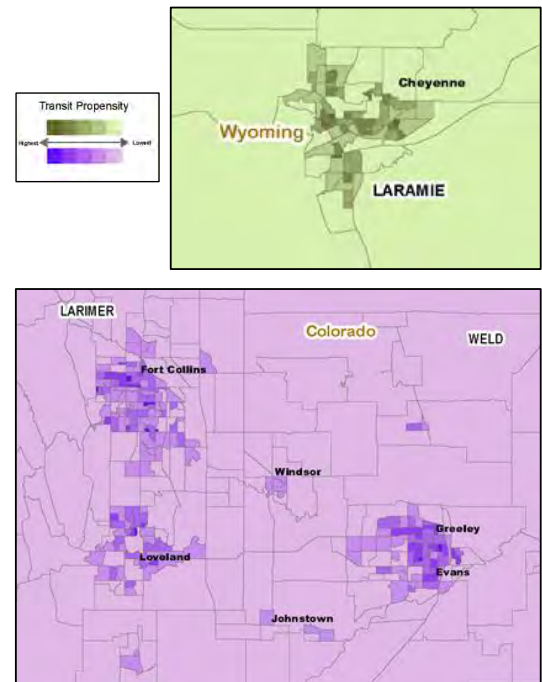 Transit Propensity
Highest
Lowest
Cheyenne
Wyoming
LARAMIE
LARIMER
Colorado
WELD
Fort Collins
Windsor
Greeley
Loveland
Evans
Johnstown